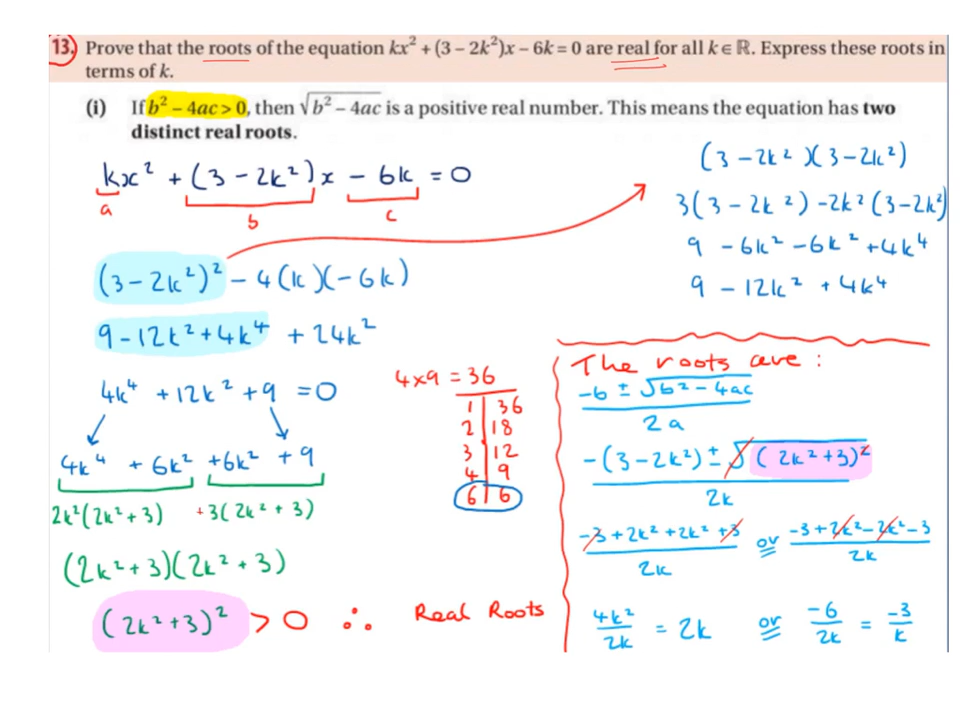 13. Prove that the roots of the equation kx² + (3 – 2k²)x – 6k = 0 are real for all k ∈ ℝ. Express these roots in
terms of k.
(i) If b² – 4ac > 0, then √b² – 4ac is a positive real number. This means the equation has two
distinct real roots.
kx² + (3 – 2k²)x – 6k = 0
a b c
(3 – 2k²)² – 4(k)(–6k)
9 – 12k² + 4k⁴ + 24k²
4k⁴ + 12k² + 9 = 0
4k⁴ + 6k² + 6k² + 9
2k²(2k² + 3) + 3(2k² + 3)
(2k² + 3)(2k² + 3)
(2k² + 3)² > 0 ∴ Real Roots
4 x 9 = 36
1 | 36
2 | 18
3 | 12
4 | 9
6 | 6
(3 – 2k²)(3 – 2k²)
3(3 – 2k²) – 2k²(3 – 2k²)
9 – 6k² – 6k² + 4k⁴
9 – 12k² + 4k⁴
The roots are :
–b ± √b² – 4ac
2a
–(3 – 2k²) ± √(2k² + 3)²
2k
–3 + 2k² + 2k² + 3 or –3 + 2k² – 2k² – 3
2k 2k
4k²/2k = 2k or –6/2k = –3/k